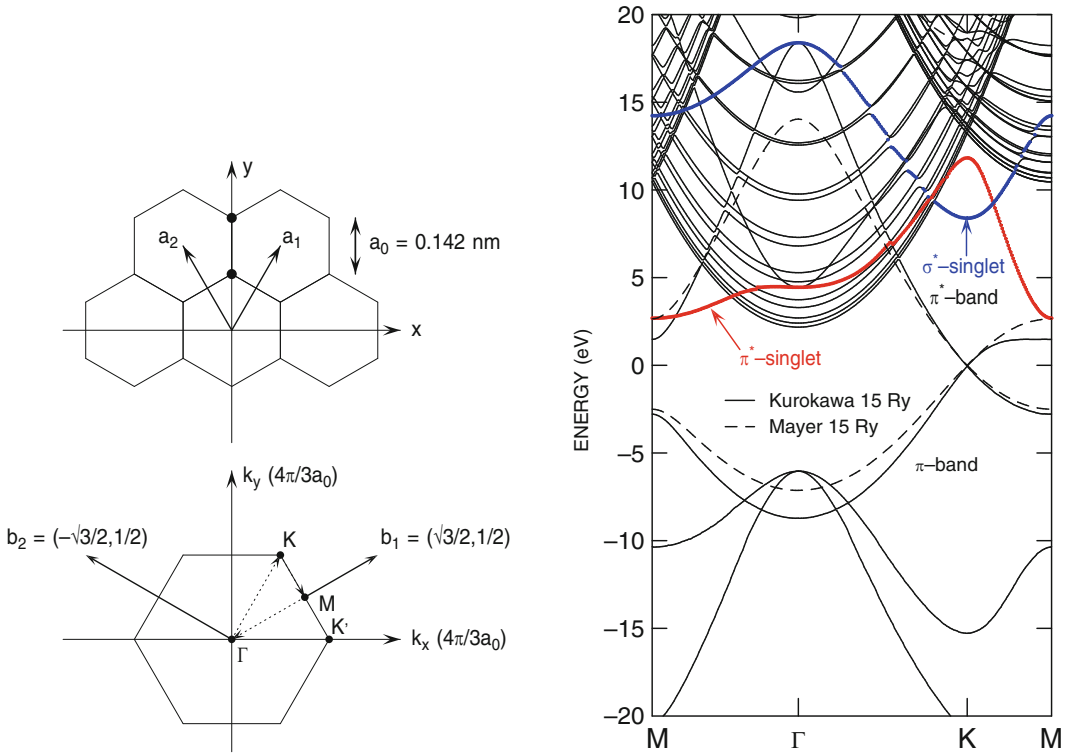 y
a₂
a₁
a₀ = 0.142 nm
x
k_y (4π/3a₀)
b₂ = (−√3/2,1/2)
K
b₁ = (√3/2,1/2)
M
K'
Γ
k_x (4π/3a₀)
ENERGY (eV)
20
15
10
5
0
−5
−10
−15
−20
σ*–singlet
π*–band
π*–singlet
Kurokawa 15 Ry
Mayer 15 Ry
π–band
M
Γ
K
M